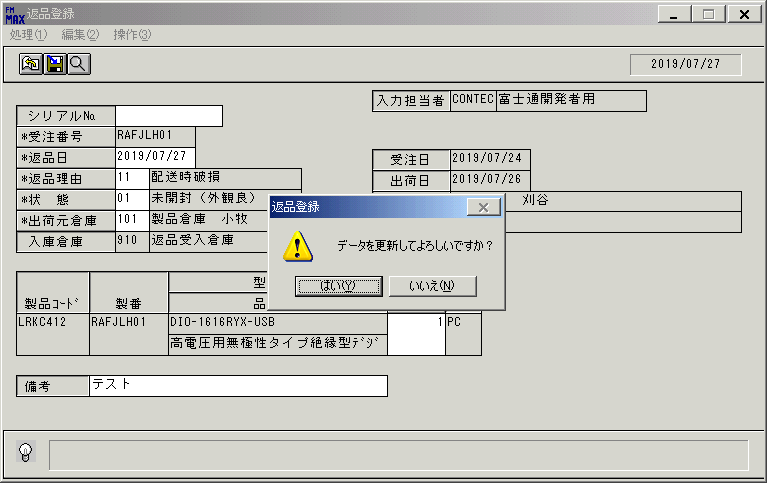 FM MAX 返品登録
処理(1) 編集(2) 操作(3)
2019/07/27
入力担当者 CONTEC 富士通開発者用
シリアル№
*受注番号 RAFJLH01
*返品日 2019/07/27
受注日 2019/07/24
*返品理由 11 配送時破損
出荷日 2019/07/26
*状 態 01 未開封(外観良)
刈谷
*出荷元倉庫 101 製品倉庫 小牧
入庫倉庫 910 返品受入倉庫
返品登録
データを更新してよろしいですか?
はい(Y) いいえ(N)
製品コード 製番 型
品
LRKC412 RAFJLH01 DIO-1616RYX-USB 1 PC
高電圧用無極性タイプ絶縁型デジ
備考 テスト